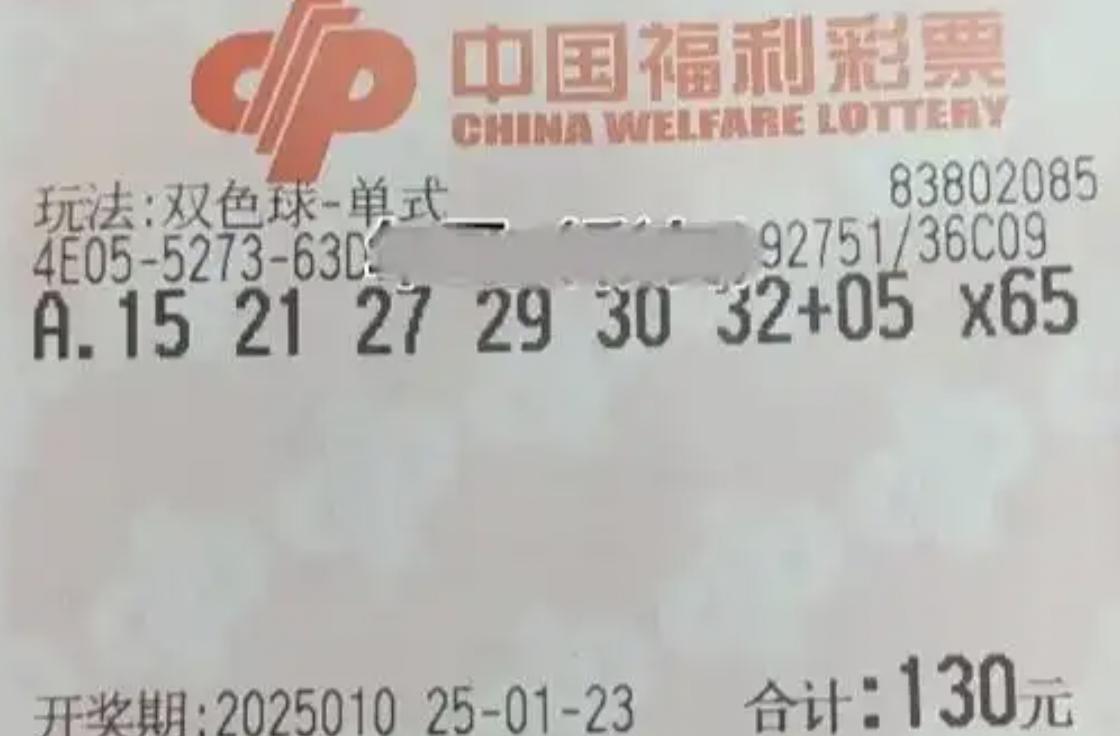 中国福利彩票
CHINA WELFARE LOTTERY
玩法:双色球-单式 83802085
4E05-5273-63D 92751/36C09
A.15 21 27 29 30 32+05 x65
开奖期:2025010 25-01-23 合计:130元